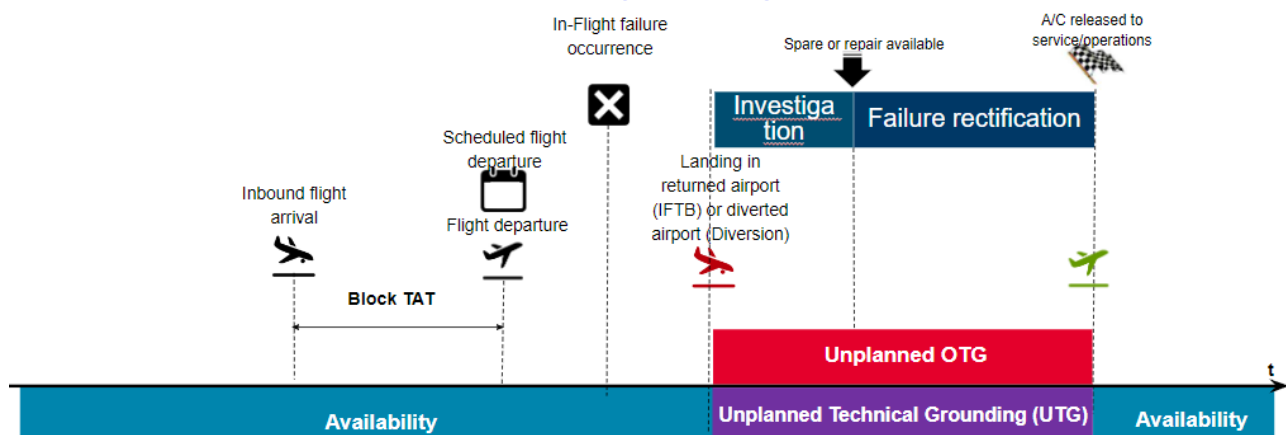 In-Flight failure
occurrence
A/C released to
service/operations
Spare or repair available
Investiga
tion
Failure rectification
Scheduled flight
departure
Landing in
returned airport
(IFTB) or diverted
airport (Diversion)
Inbound flight
arrival
Flight departure
Block TAT
Unplanned OTG
t
Availability
Unplanned Technical Grounding (UTG)
Availability